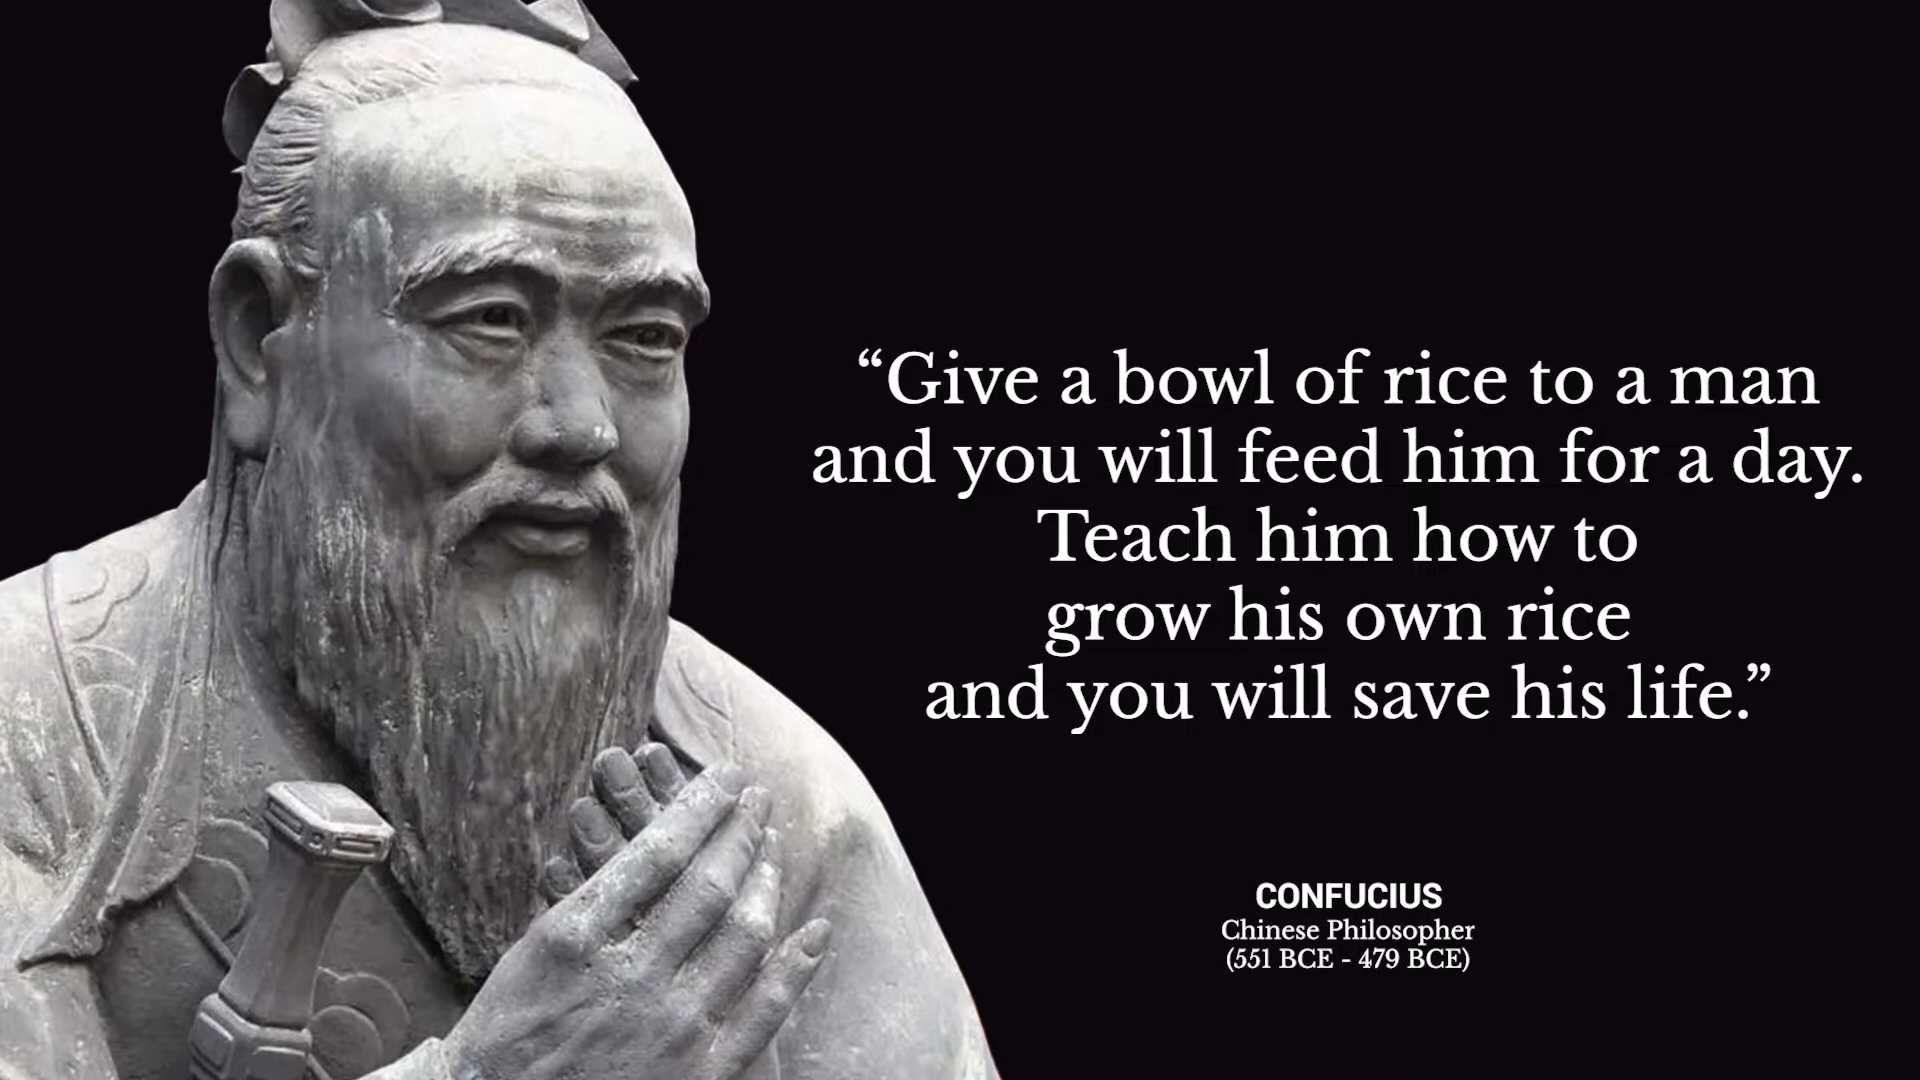 “Give a bowl of rice to a man
and you will feed him for a day.
Teach him how to
grow his own rice
and you will save his life.”
CONFUCIUS
Chinese Philosopher
(551 BCE - 479 BCE)